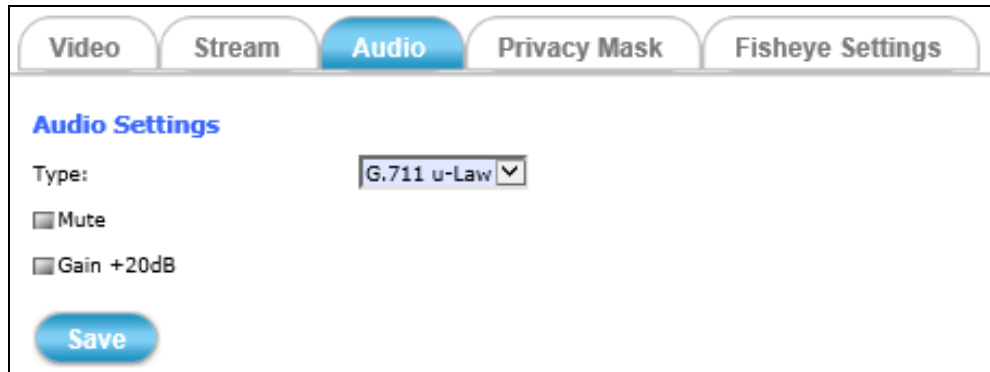 Video Stream Audio Privacy Mask Fisheye Settings
Audio Settings
Type: G.711 u-Law
Mute
Gain +20dB
Save